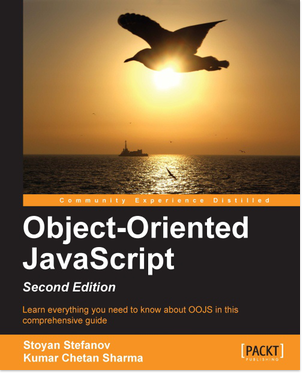 Community Experience Distilled
Object-Oriented
JavaScript
Second Edition
Learn everything you need to know about OOJS in this
comprehensive guide
Stoyan Stefanov
Kumar Chetan Sharma
[PACKT]
PUBLISHING